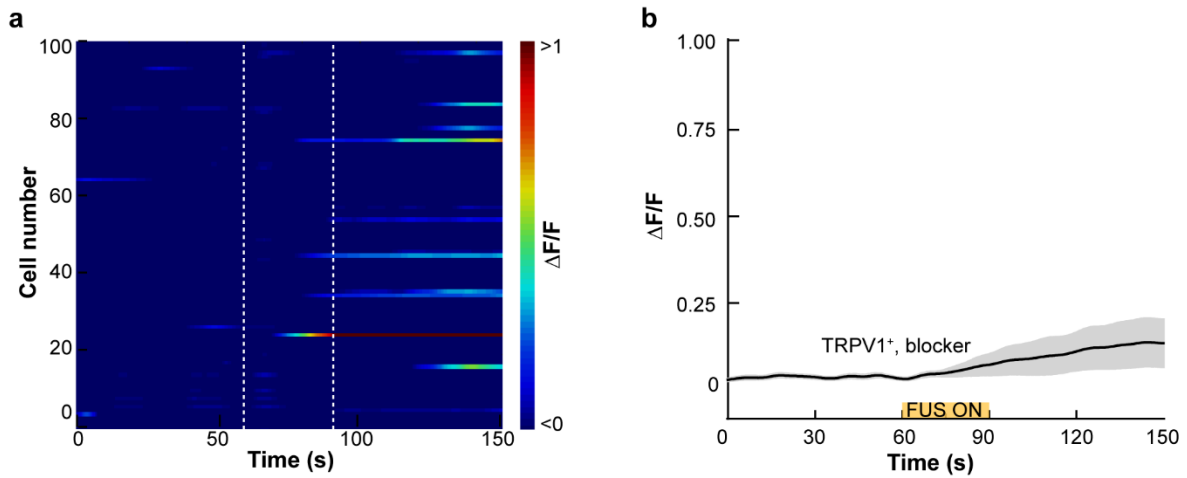 a
100
80
60
40
20
0
Cell number
0
50
100
150
Time (s)
>1
<0
ΔF/F
b
1.00
0.75
0.50
0.25
0
ΔF/F
TRPV1⁺, blocker
FUS ON
0
30
60
90
120
150
Time (s)